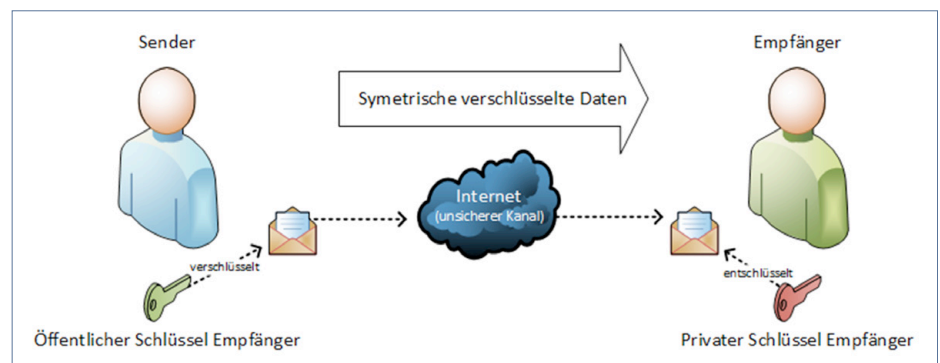 Sender
Empfänger
Symetrische verschlüsselte Daten
Internet
(unsicherer Kanal)
verschlüsselt
entschlüsselt
Öffentlicher Schlüssel Empfänger
Privater Schlüssel Empfänger